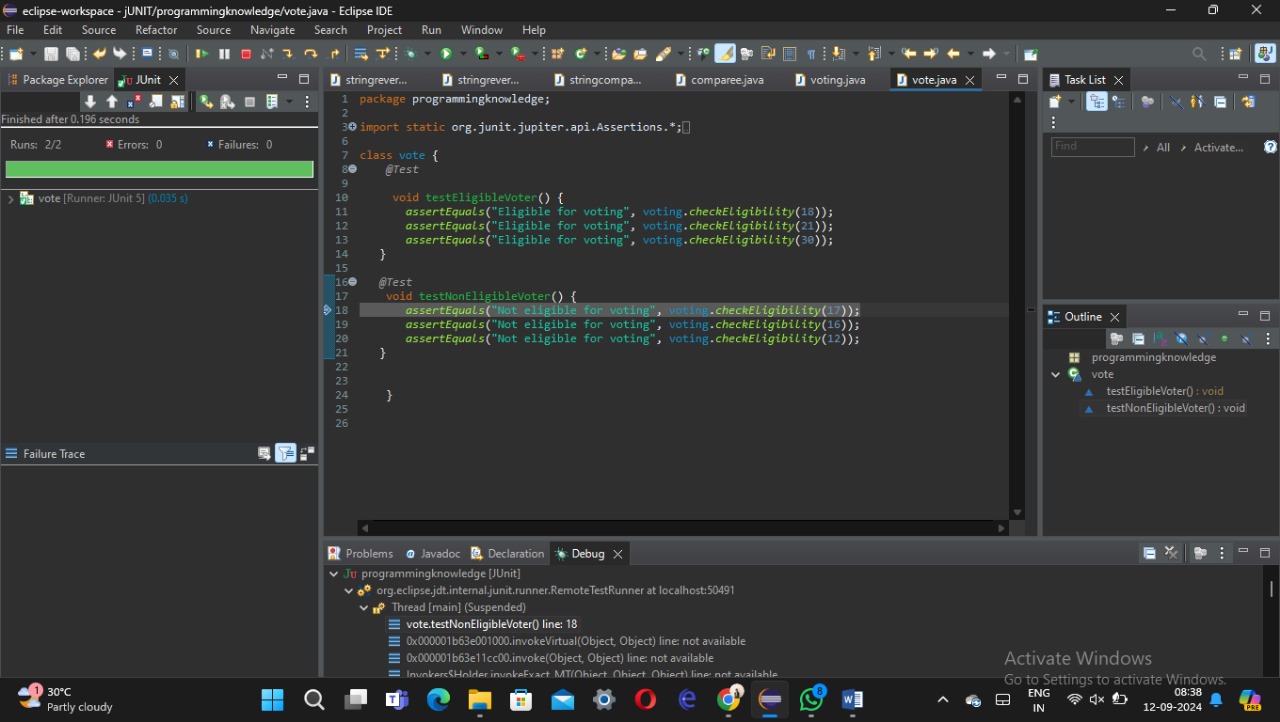 eclipse-workspace - jUNIT/programmingknowledge/vote.java - Eclipse IDE
File Edit Source Refactor Source Navigate Search Project Run Window Help
Package Explorer JUnit
stringrever... stringrever... stringcompa... comparee.java voting.java vote.java
Task List
Finished after 0.196 seconds
Runs: 2/2 Errors: 0 Failures: 0
vote [Runner: JUnit 5] (0.035 s)
Failure Trace
1 package programmingknowledge;
2
3 import static org.junit.jupiter.api.Assertions.*;
6
7 class vote {
8 @Test
9
10 void testEligibleVoter() {
11 assertEquals("Eligible for voting", voting.checkEligibility(18));
12 assertEquals("Eligible for voting", voting.checkEligibility(21));
13 assertEquals("Eligible for voting", voting.checkEligibility(30));
14 }
15
16 @Test
17 void testNonEligibleVoter() {
18 assertEquals("Not eligible for voting", voting.checkEligibility(17));
19 assertEquals("Not eligible for voting", voting.checkEligibility(16));
20 assertEquals("Not eligible for voting", voting.checkEligibility(12));
21 }
22
23
24 }
25
26
Find All Activate...
Outline
programmingknowledge
vote
testEligibleVoter() : void
testNonEligibleVoter() : void
Problems Javadoc Declaration Debug
programmingknowledge [JUnit]
org.eclipse.jdt.internal.junit.runner.RemoteTestRunner at localhost:50491
Thread [main] (Suspended)
vote.testNonEligibleVoter() line: 18
0x000001b63e001000.invokeVirtual(Object, Object) line: not available
0x000001b63e11cc00.invoke(Object, Object) line: not available
Invokers$Holder.invokeExact_MT(Object, Object, Object) line: not available
Activate Windows
Go to Settings to activate Windows.
1
30°C
Partly cloudy
8
ENG
IN
08:38
12-09-2024
PRE